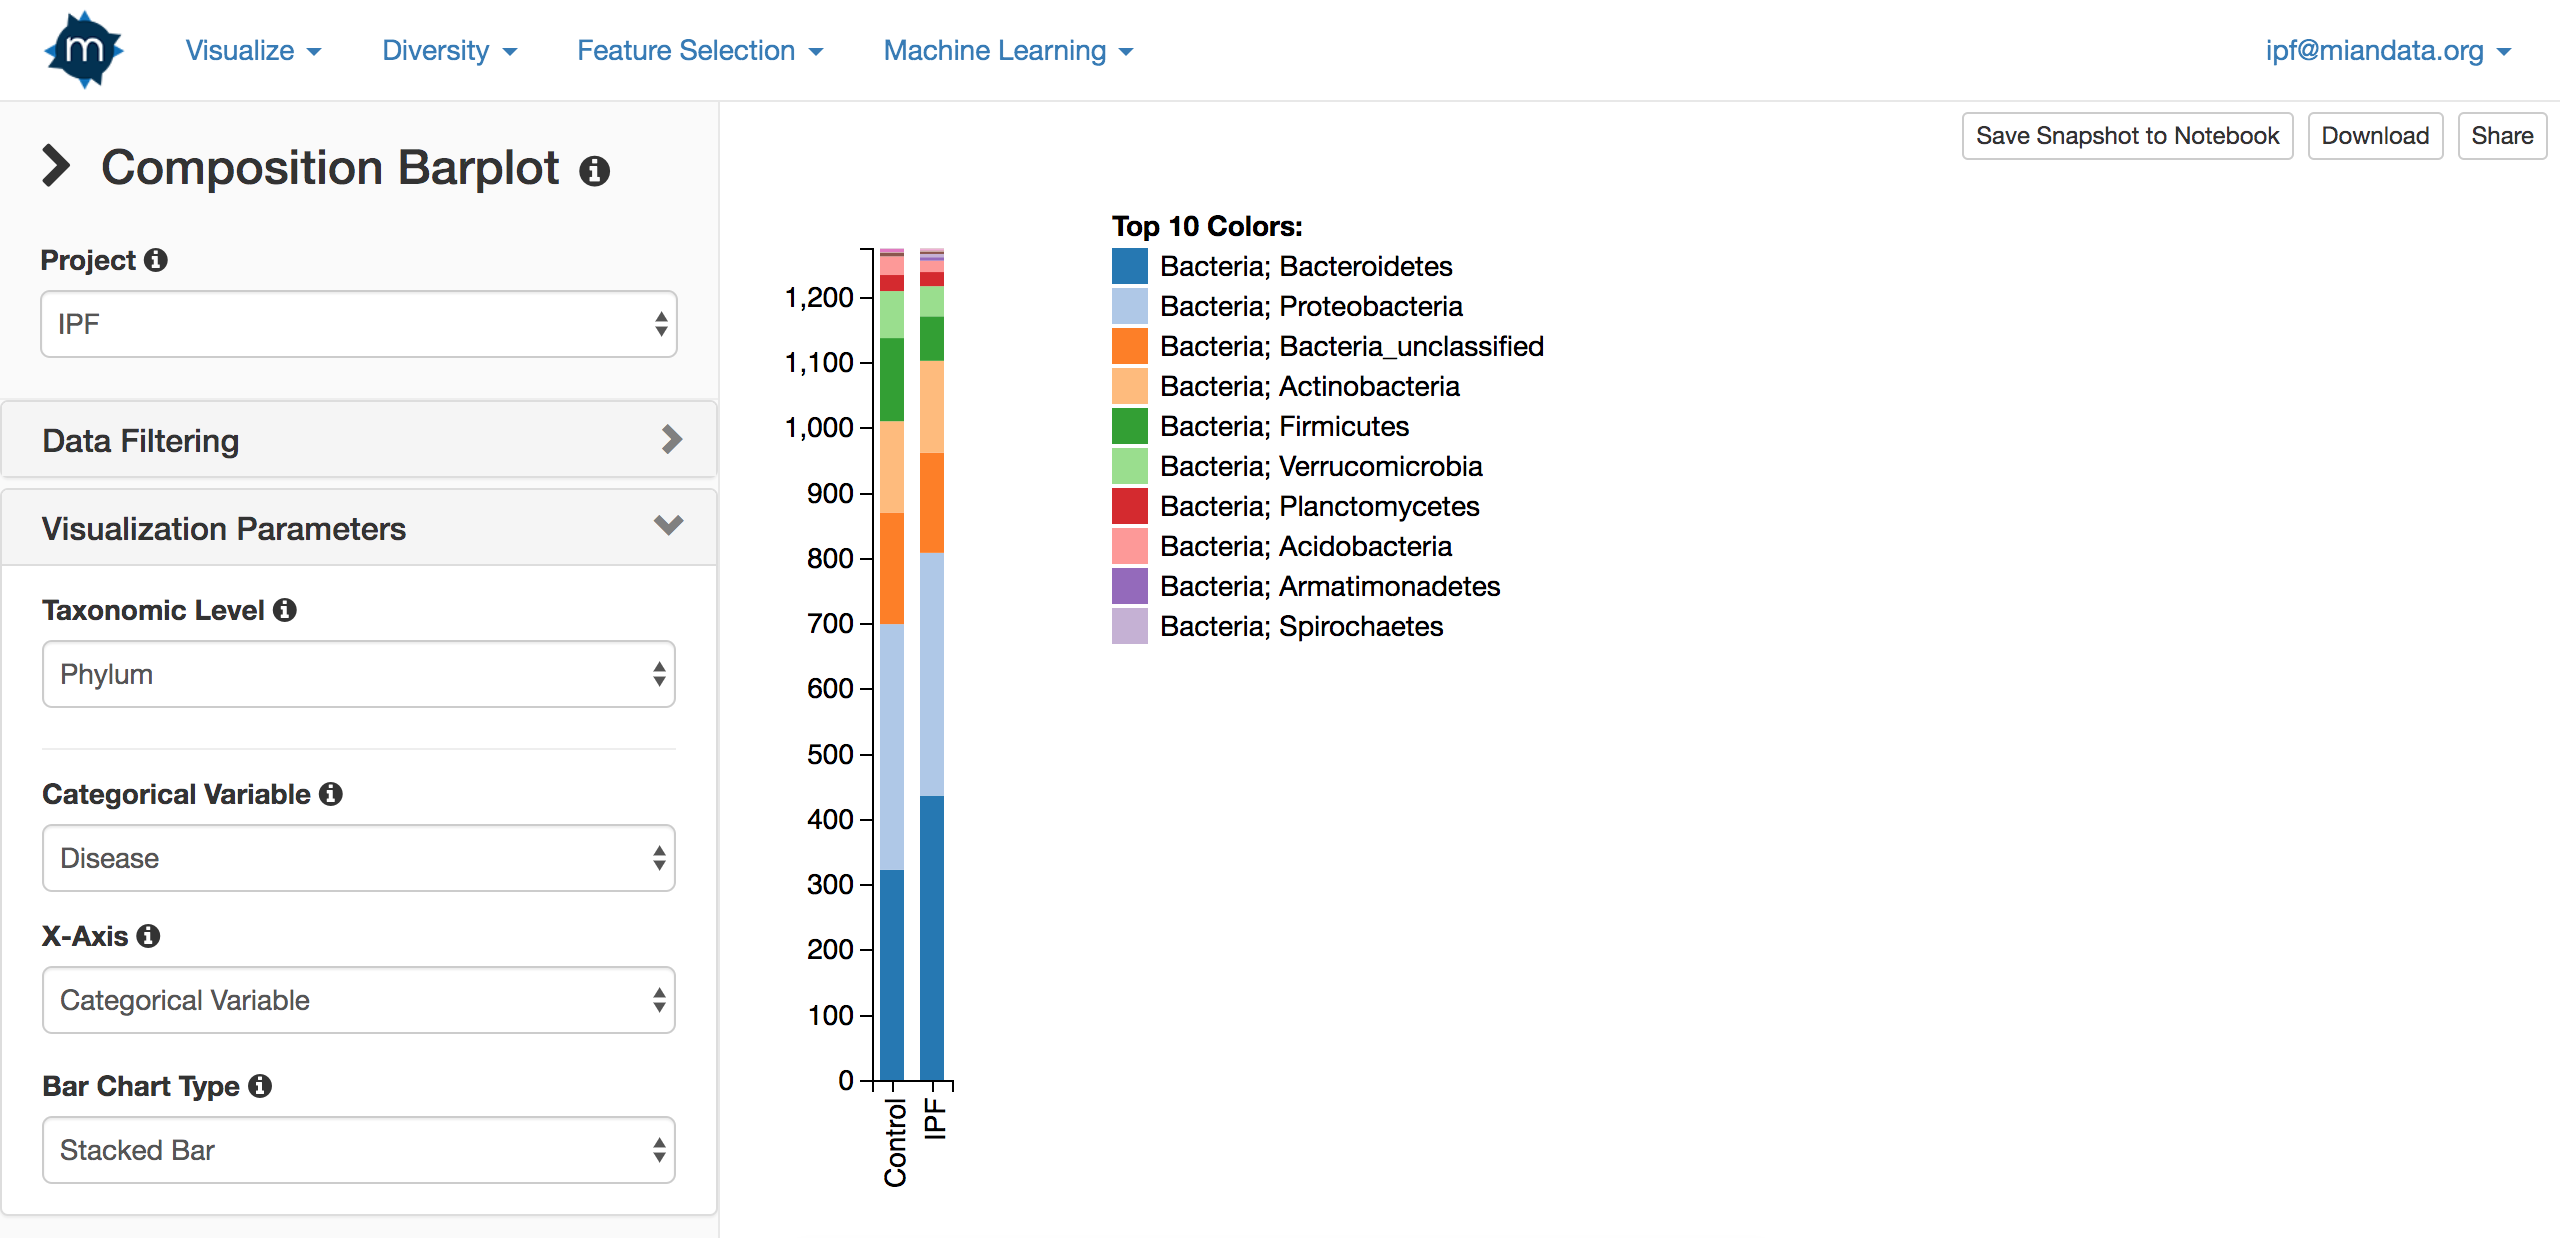 m
Visualize
Diversity
Feature Selection
Machine Learning
ipf@miandata.org
Composition Barplot
Project
IPF
Data Filtering
Visualization Parameters
Taxonomic Level
Phylum
Categorical Variable
Disease
X-Axis
Categorical Variable
Bar Chart Type
Stacked Bar
Save Snapshot to Notebook
Download
Share
1,200
1,100
1,000
900
800
700
600
500
400
300
200
100
0
Control
IPF
Top 10 Colors:
Bacteria; Bacteroidetes
Bacteria; Proteobacteria
Bacteria; Bacteria_unclassified
Bacteria; Actinobacteria
Bacteria; Firmicutes
Bacteria; Verrucomicrobia
Bacteria; Planctomycetes
Bacteria; Acidobacteria
Bacteria; Armatimonadetes
Bacteria; Spirochaetes